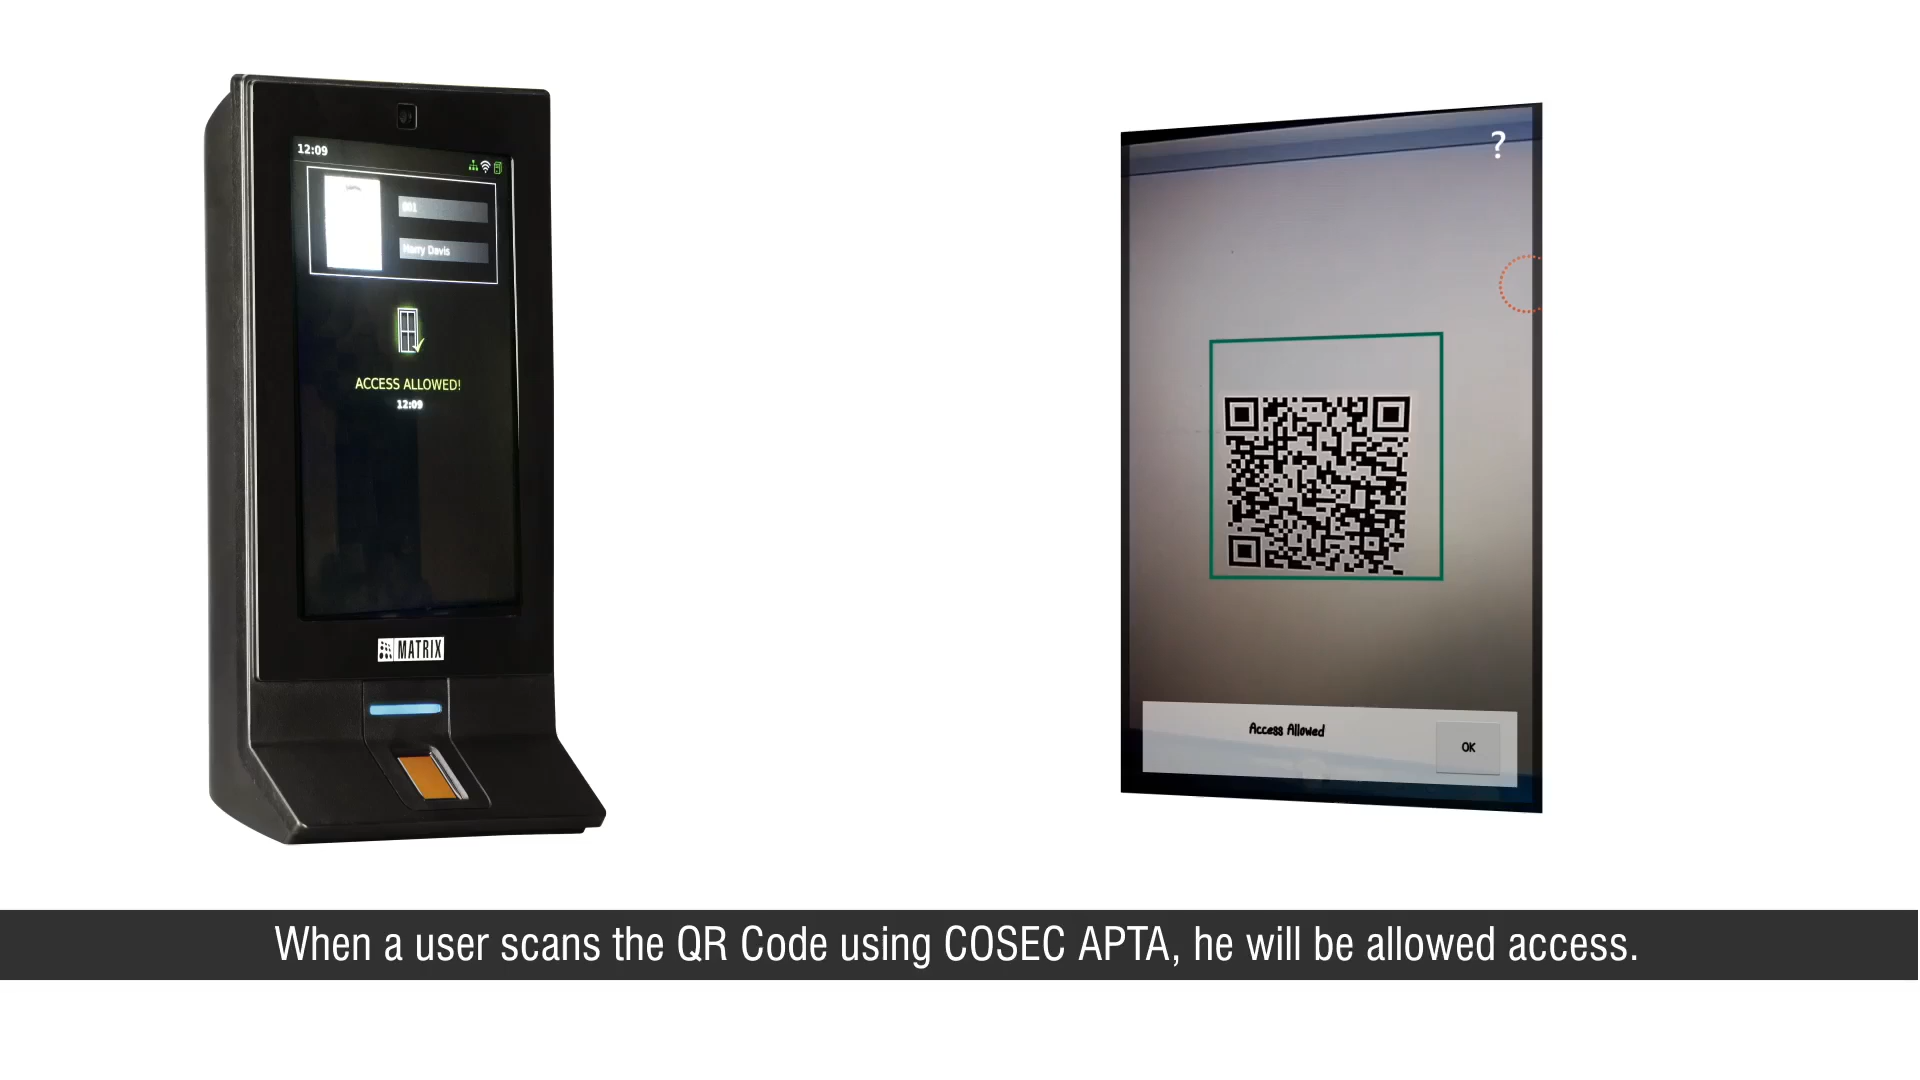 12:09
001
Harry Davis
ACCESS ALLOWED!
12:09
MATRIX
?
Access Allowed
OK
When a user scans the QR Code using COSEC APTA, he will be allowed access.